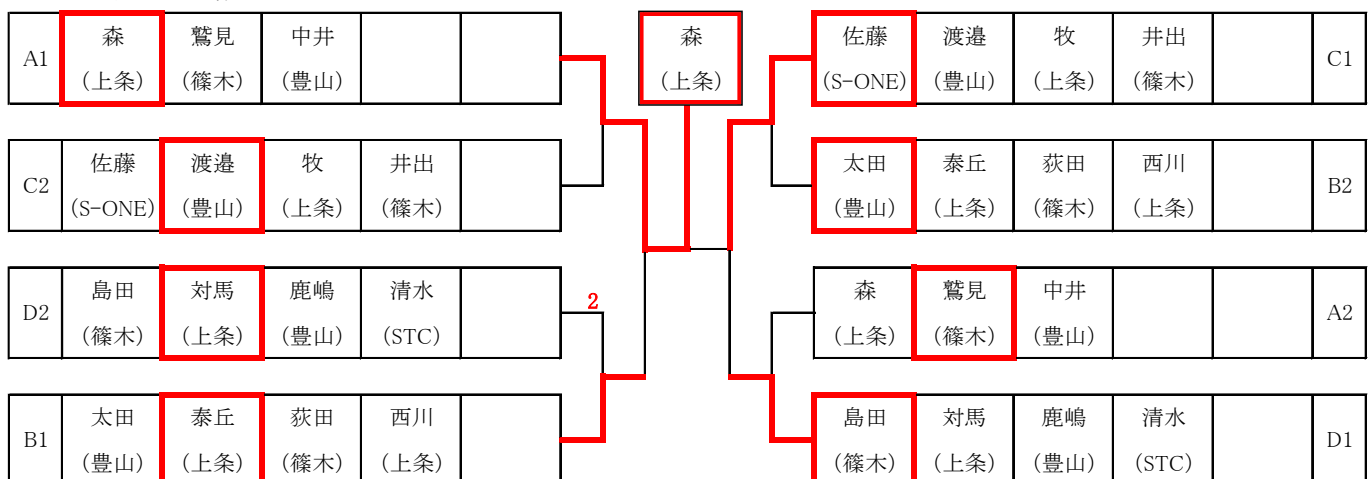 森 鷲見 中井 森 佐藤 渡邉 牧 井出
A1 C1
(上条) (篠木) (豊山) (上条) (S-ONE) (豊山) (上条) (篠木)
佐藤 渡邉 牧 井出 太田 泰丘 荻田 西川
C2 B2
(S-ONE) (豊山) (上条) (篠木) (豊山) (上条) (篠木) (上条)
島田 対馬 鹿嶋 清水 2 森 鷲見 中井
D2 A2
(篠木) (上条) (豊山) (STC) (上条) (篠木) (豊山)
太田 泰丘 荻田 西川 島田 対馬 鹿嶋 清水
B1 D1
(豊山) (上条) (篠木) (上条) (篠木) (上条) (豊山) (STC)